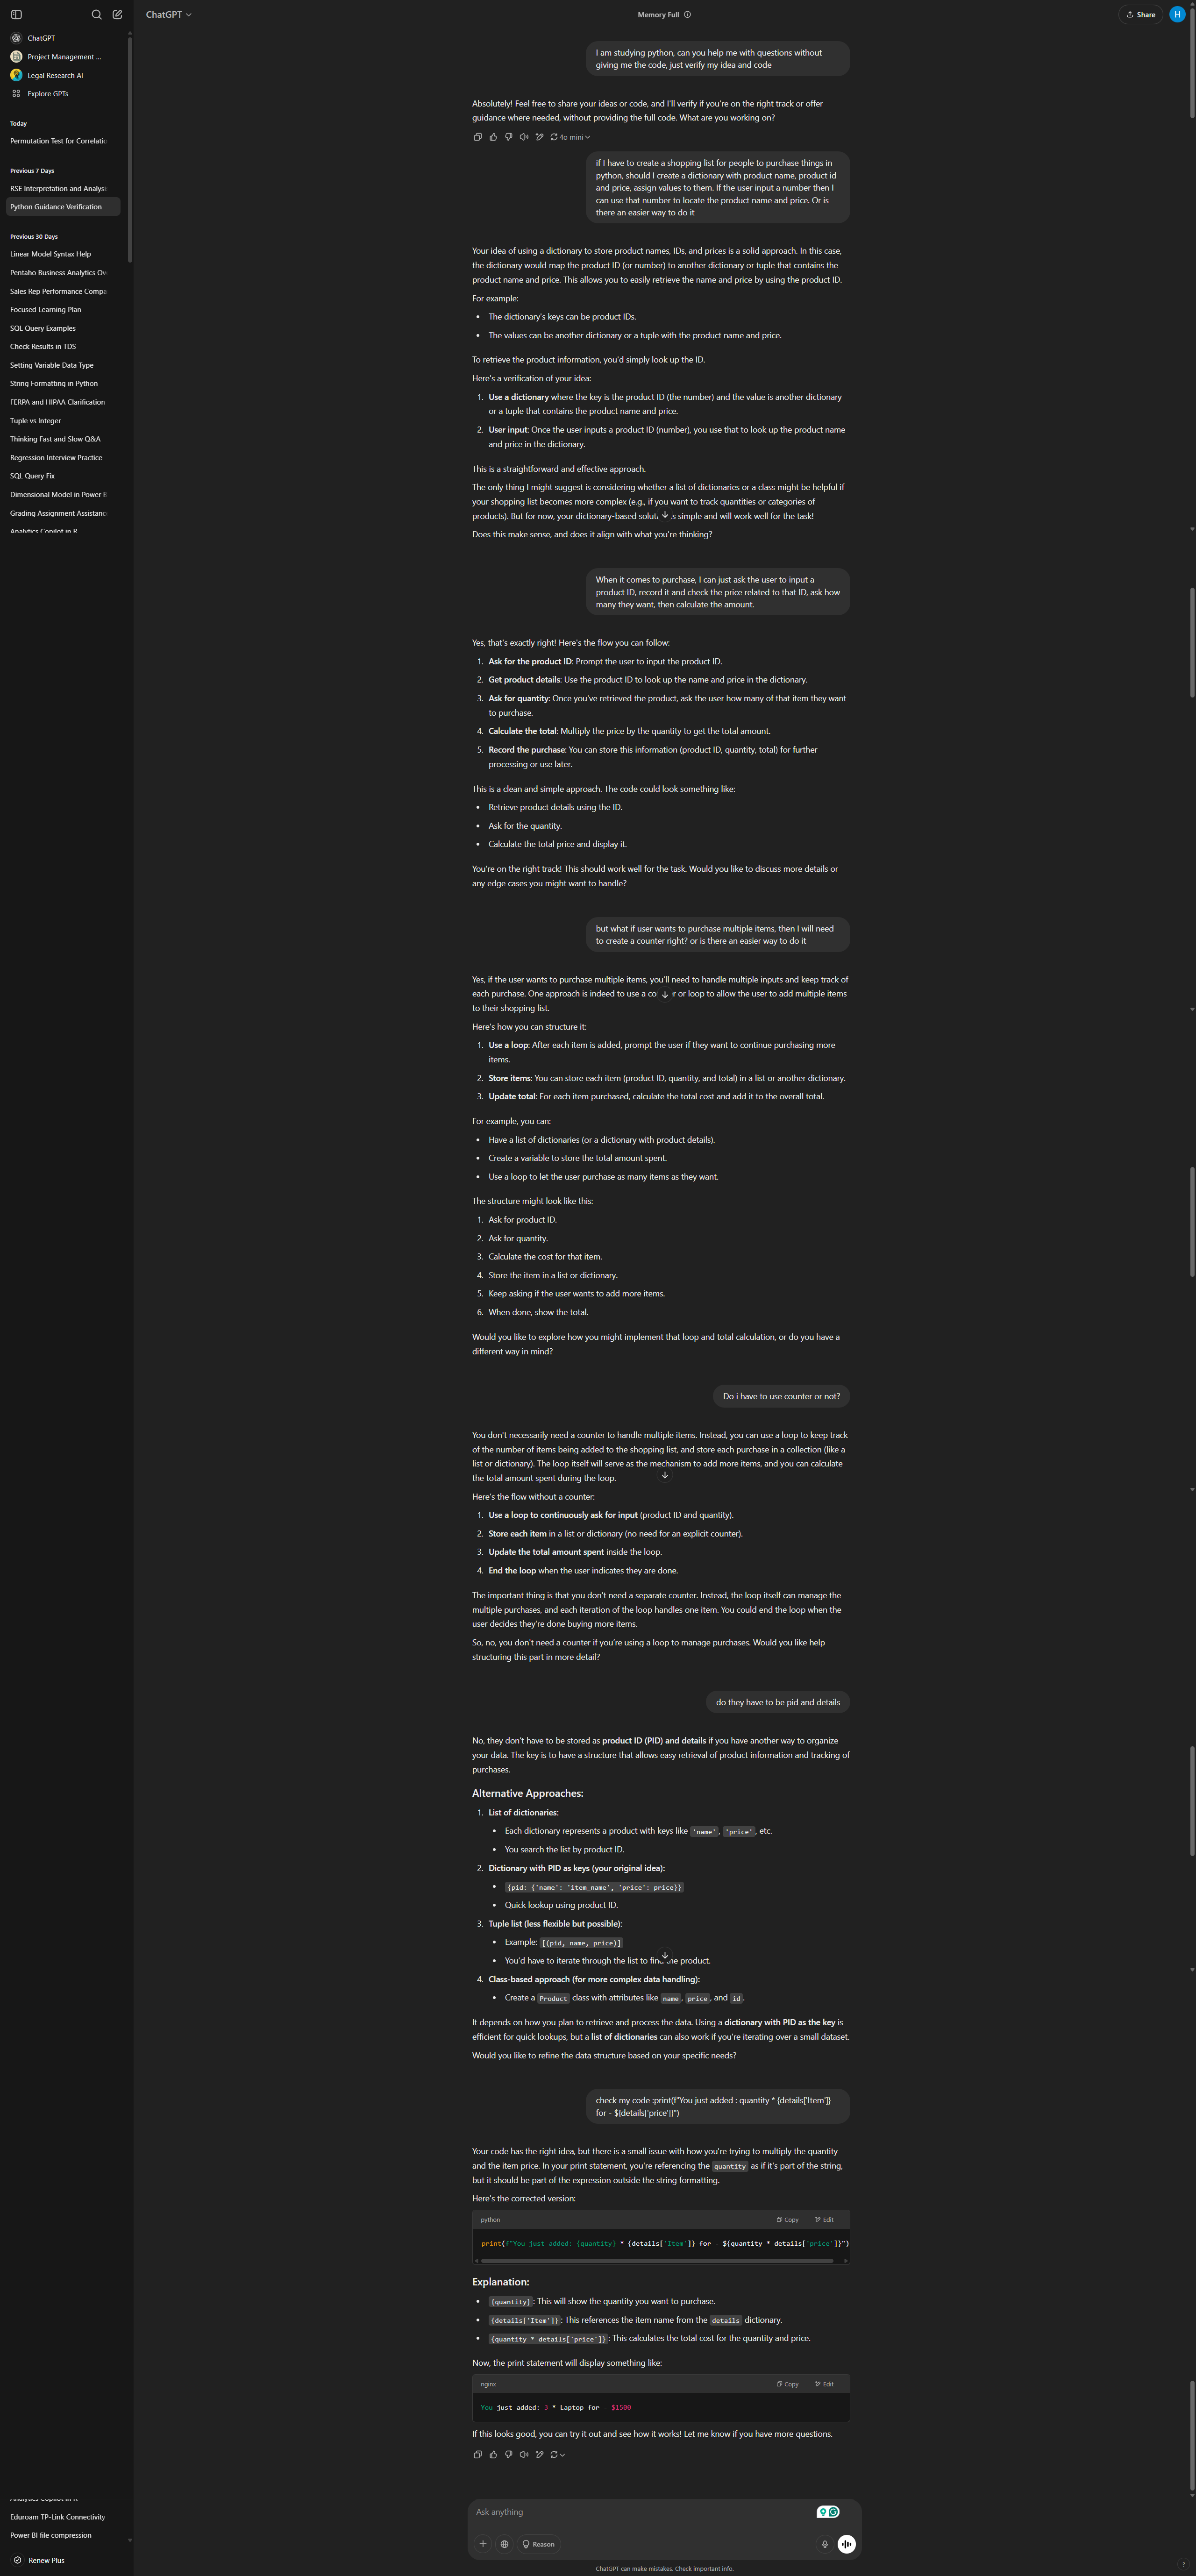 ChatGPT
Project Management ...
Legal Research AI
Explore GPTs
Today
Permutation Test for Correlatio
Previous 7 Days
RSE Interpretation and Analysi
Python Guidance Verification
Previous 30 Days
Linear Model Syntax Help
Pentaho Business Analytics Ov
Sales Rep Performance Compa
Focused Learning Plan
SQL Query Examples
Check Results in TDS
Setting Variable Data Type
String Formatting in Python
FERPA and HIPAA Clarification
Tuple vs Integer
Thinking Fast and Slow Q&A
Regression Interview Practice
SQL Query Fix
Dimensional Model in Power B
Grading Assignment Assistanc
Analytics Copilot in R
ChatGPT
Memory Full
Share
H
I am studying python, can you help me with questions without
giving me the code, just verify my idea and code
Absolutely! Feel free to share your ideas or code, and I'll verify if you're on the right track or offer
guidance where needed, without providing the full code. What are you working on?
4o mini
if I have to create a shopping list for people to purchase things in
python, should I create a dictionary with product name, product id
and price, assign values to them. If the user input a number then I
can use that number to locate the product name and price. Or is
there an easier way to do it
Your idea of using a dictionary to store product names, IDs, and prices is a solid approach. In this case,
the dictionary would map the product ID (or number) to another dictionary or tuple that contains the
product name and price. This allows you to easily retrieve the name and price by using the product ID.
For example:
• The dictionary's keys can be product IDs.
• The values can be another dictionary or a tuple with the product name and price.
To retrieve the product information, you'd simply look up the ID.
Here's a verification of your idea:
1. Use a dictionary where the key is the product ID (the number) and the value is another dictionary
or a tuple that contains the product name and price.
2. User input: Once the user inputs a product ID (number), you use that to look up the product name
and price in the dictionary.
This is a straightforward and effective approach.
The only thing I might suggest is considering whether a list of dictionaries or a class might be helpful if
your shopping list becomes more complex (e.g., if you want to track quantities or categories of
products). But for now, your dictionary-based solut s simple and will work well for the task!
Does this make sense, and does it align with what you're thinking?
When it comes to purchase, I can just ask the user to input a
product ID, record it and check the price related to that ID, ask how
many they want, then calculate the amount.
Yes, that's exactly right! Here's the flow you can follow:
1. Ask for the product ID: Prompt the user to input the product ID.
2. Get product details: Use the product ID to look up the name and price in the dictionary.
3. Ask for quantity: Once you've retrieved the product, ask the user how many of that item they want
to purchase.
4. Calculate the total: Multiply the price by the quantity to get the total amount.
5. Record the purchase: You can store this information (product ID, quantity, total) for further
processing or use later.
This is a clean and simple approach. The code could look something like:
• Retrieve product details using the ID.
• Ask for the quantity.
• Calculate the total price and display it.
You're on the right track! This should work well for the task. Would you like to discuss more details or
any edge cases you might want to handle?
but what if user wants to purchase multiple items, then I will need
to create a counter right? or is there an easier way to do it
Yes, if the user wants to purchase multiple items, you'll need to handle multiple inputs and keep track of
each purchase. One approach is indeed to use a co r or loop to allow the user to add multiple items
to their shopping list.
Here's how you can structure it:
1. Use a loop: After each item is added, prompt the user if they want to continue purchasing more
items.
2. Store items: You can store each item (product ID, quantity, and total) in a list or another dictionary.
3. Update total: For each item purchased, calculate the total cost and add it to the overall total.
For example, you can:
• Have a list of dictionaries (or a dictionary with product details).
• Create a variable to store the total amount spent.
• Use a loop to let the user purchase as many items as they want.
The structure might look like this:
1. Ask for product ID.
2. Ask for quantity.
3. Calculate the cost for that item.
4. Store the item in a list or dictionary.
5. Keep asking if the user wants to add more items.
6. When done, show the total.
Would you like to explore how you might implement that loop and total calculation, or do you have a
different way in mind?
Do i have to use counter or not?
You don't necessarily need a counter to handle multiple items. Instead, you can use a loop to keep track
of the number of items being added to the shopping list, and store each purchase in a collection (like a
list or dictionary). The loop itself will serve as the mechanism to add more items, and you can calculate
the total amount spent during the loop.
Here's the flow without a counter:
1. Use a loop to continuously ask for input (product ID and quantity).
2. Store each item in a list or dictionary (no need for an explicit counter).
3. Update the total amount spent inside the loop.
4. End the loop when the user indicates they are done.
The important thing is that you don't need a separate counter. Instead, the loop itself can manage the
multiple purchases, and each iteration of the loop handles one item. You could end the loop when the
user decides they're done buying more items.
So, no, you don't need a counter if you're using a loop to manage purchases. Would you like help
structuring this part in more detail?
do they have to be pid and details
No, they don't have to be stored as product ID (PID) and details if you have another way to organize
your data. The key is to have a structure that allows easy retrieval of product information and tracking of
purchases.
Alternative Approaches:
1. List of dictionaries:
• Each dictionary represents a product with keys like 'name', 'price', etc.
• You search the list by product ID.
2. Dictionary with PID as keys (your original idea):
• {pid: {'name': 'item_name', 'price': price}}
• Quick lookup using product ID.
3. Tuple list (less flexible but possible):
• Example: [(pid, name, price)]
• You'd have to iterate through the list to find the product.
4. Class-based approach (for more complex data handling):
• Create a Product class with attributes like name, price, and id.
It depends on how you plan to retrieve and process the data. Using a dictionary with PID as the key is
efficient for quick lookups, but a list of dictionaries can also work if you're iterating over a small dataset.
Would you like to refine the data structure based on your specific needs?
check my code :print(f"You just added : quantity * {details['Item']}
for - ${details['price']}")
Your code has the right idea, but there is a small issue with how you're trying to multiply the quantity
and the item price. In your print statement, you're referencing the quantity as if it's part of the string,
but it should be part of the expression outside the string formatting.
Here's the corrected version:
python
Copy
Edit
print(f"You just added: {quantity} * {details['Item']} for - ${quantity * details['price']}")
Explanation:
• {quantity}: This will show the quantity you want to purchase.
• {details['Item']}: This references the item name from the details dictionary.
• {quantity * details['price']}: This calculates the total cost for the quantity and price.
Now, the print statement will display something like:
nginx
Copy
Edit
You just added: 3 * Laptop for - $1500
If this looks good, you can try it out and see how it works! Let me know if you have more questions.
Eduroam TP-Link Connectivity
Power BI file compression
Renew Plus
Ask anything
Reason
ChatGPT can make mistakes. Check important info.
?